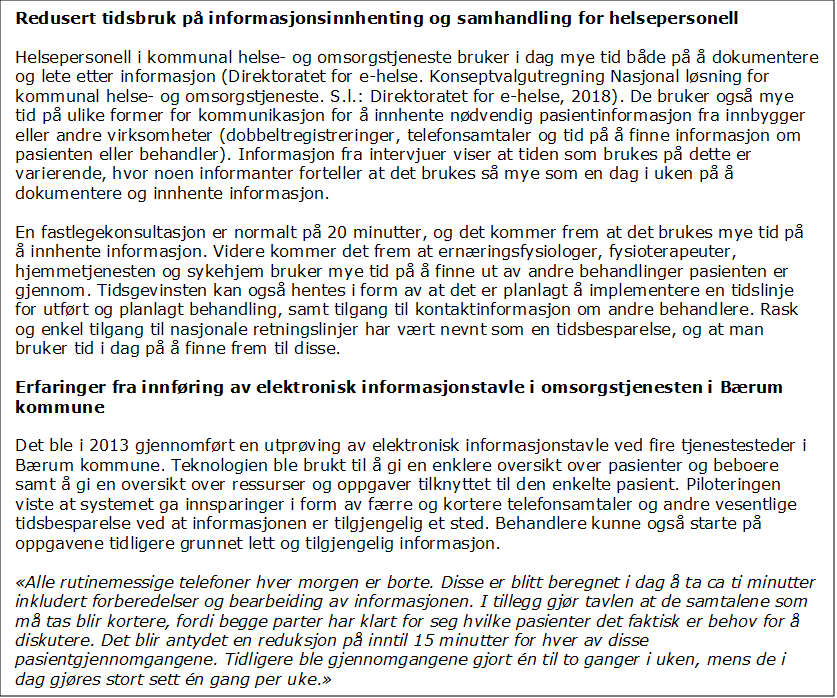 Redusert tidsbruk på informasjonsinnhenting og samhandling for helsepersonell
Helsepersonell i kommunal helse- og omsorgstjeneste bruker i dag mye tid både på å dokumentere
og lete etter informasjon (Direktoratet for e-helse. Konseptvalgutregning Nasjonal løsning for
kommunal helse- og omsorgstjeneste. S.l.: Direktoratet for e-helse, 2018). De bruker også mye
tid på ulike former for kommunikasjon for å innhente nødvendig pasientinformasjon fra innbygger
eller andre virksomheter (dobbeltregistreringer, telefonsamtaler og tid på å finne informasjon om
pasienten eller behandler). Informasjon fra intervjuer viser at tiden som brukes på dette er
varierende, hvor noen informanter forteller at det brukes så mye som en dag i uken på å
dokumentere og innhente informasjon.
En fastlegekonsultasjon er normalt på 20 minutter, og det kommer frem at det brukes mye tid på
å innhente informasjon. Videre kommer det frem at ernæringsfysiologer, fysioterapeuter,
hjemmetjenesten og sykehjem bruker mye tid på å finne ut av andre behandlinger pasienten er
gjennom. Tidsgevinsten kan også hentes i form av at det er planlagt å implementere en tidslinje
for utført og planlagt behandling, samt tilgang til kontaktinformasjon om andre behandlere. Rask
og enkel tilgang til nasjonale retningslinjer har vært nevnt som en tidsbesparelse, og at man
bruker tid i dag på å finne frem til disse.
Erfaringer fra innføring av elektronisk informasjonstavle i omsorgstjenesten i Bærum
kommune
Det ble i 2013 gjennomført en utprøving av elektronisk informasjonstavle ved fire tjenestesteder i
Bærum kommune. Teknologien ble brukt til å gi en enklere oversikt over pasienter og beboere
samt å gi en oversikt over ressurser og oppgaver tilknyttet til den enkelte pasient. Piloteringen
viste at systemet ga innsparinger i form av færre og kortere telefonsamtaler og andre vesentlige
tidsbesparelse ved at informasjonen er tilgjengelig et sted. Behandlere kunne også starte på
oppgavene tidligere grunnet lett og tilgjengelig informasjon.
«Alle rutinemessige telefoner hver morgen er borte. Disse er blitt beregnet i dag å ta ca ti minutter
inkludert forberedelser og bearbeiding av informasjonen. I tillegg gjør tavlen at de samtalene som
må tas blir kortere, fordi begge parter har klart for seg hvilke pasienter det faktisk er behov for å
diskutere. Det blir antydet en reduksjon på inntil 15 minutter for hver av disse
pasientgjennomgangene. Tidligere ble gjennomgangene gjort én til to ganger i uken, mens de i
dag gjøres stort sett én gang per uke.»